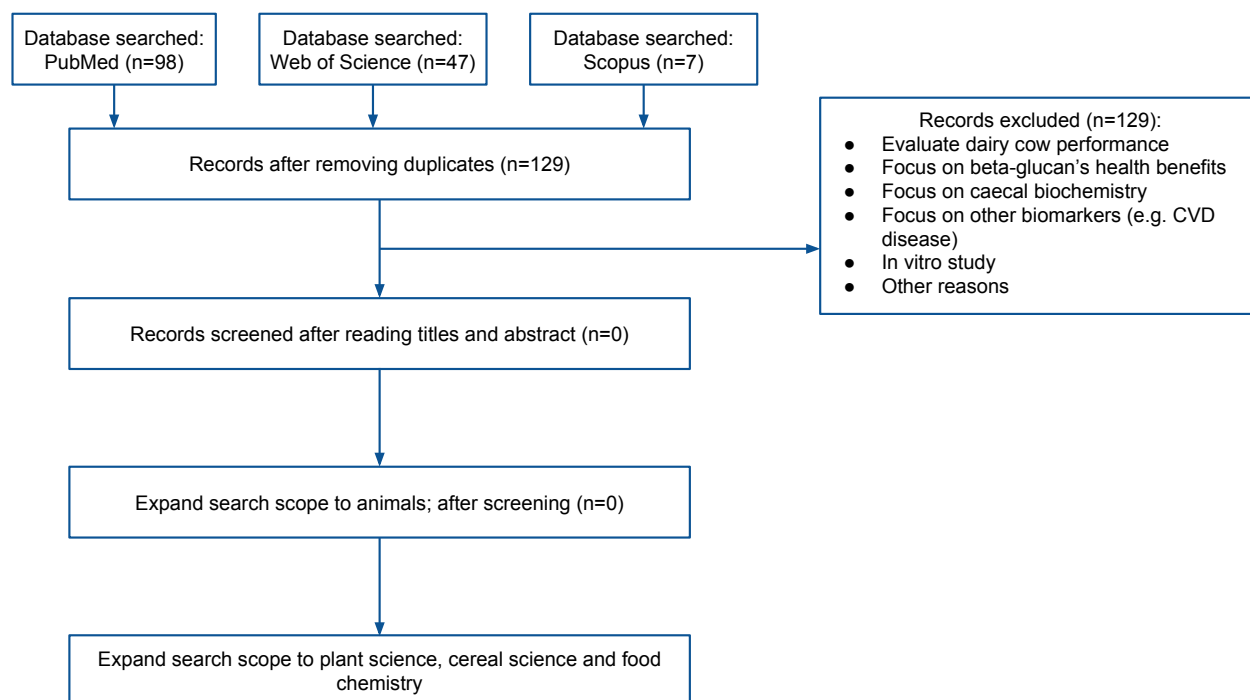 Database searched:
PubMed (n=98)
Database searched:
Web of Science (n=47)
Database searched:
Scopus (n=7)
Records after removing duplicates (n=129)
Records excluded (n=129):
● Evaluate dairy cow performance
● Focus on beta-glucan’s health benefits
● Focus on caecal biochemistry
● Focus on other biomarkers (e.g. CVD
disease)
● In vitro study
● Other reasons
Records screened after reading titles and abstract (n=0)
Expand search scope to animals; after screening (n=0)
Expand search scope to plant science, cereal science and food
chemistry